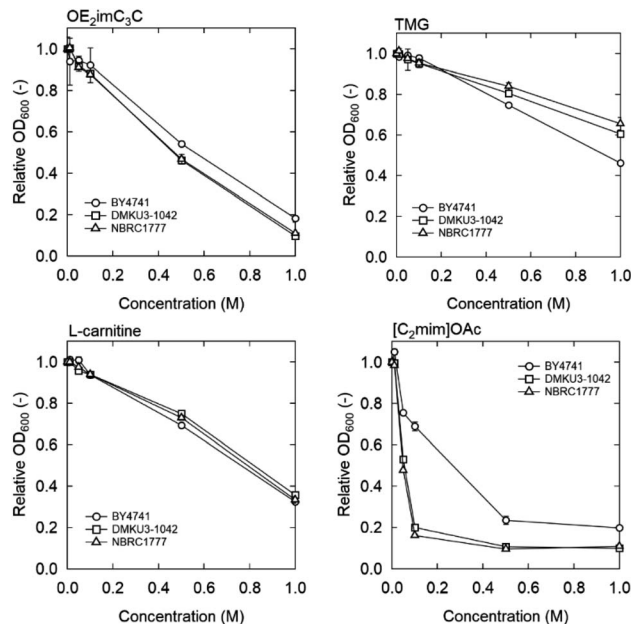 OE₂imC₃C
Relative OD₆₀₀ (-)
1.0
0.8
0.6
0.4
0.2
0.0
BY4741
DMKU3-1042
NBRC1777
0.0 0.2 0.4 0.6 0.8 1.0
Concentration (M)
TMG
Relative OD₆₀₀ (-)
1.0
0.8
0.6
0.4
0.2
0.0
BY4741
DMKU3-1042
NBRC1777
0.0 0.2 0.4 0.6 0.8 1.0
Concentration (M)
L-carnitine
Relative OD₆₀₀ (-)
1.0
0.8
0.6
0.4
0.2
0.0
BY4741
DMKU3-1042
NBRC1777
0.0 0.2 0.4 0.6 0.8 1.0
Concentration (M)
[C₂mim]OAc
Relative OD₆₀₀ (-)
1.0
0.8
0.6
0.4
0.2
0.0
BY4741
DMKU3-1042
NBRC1777
0.0 0.2 0.4 0.6 0.8 1.0
Concentration (M)